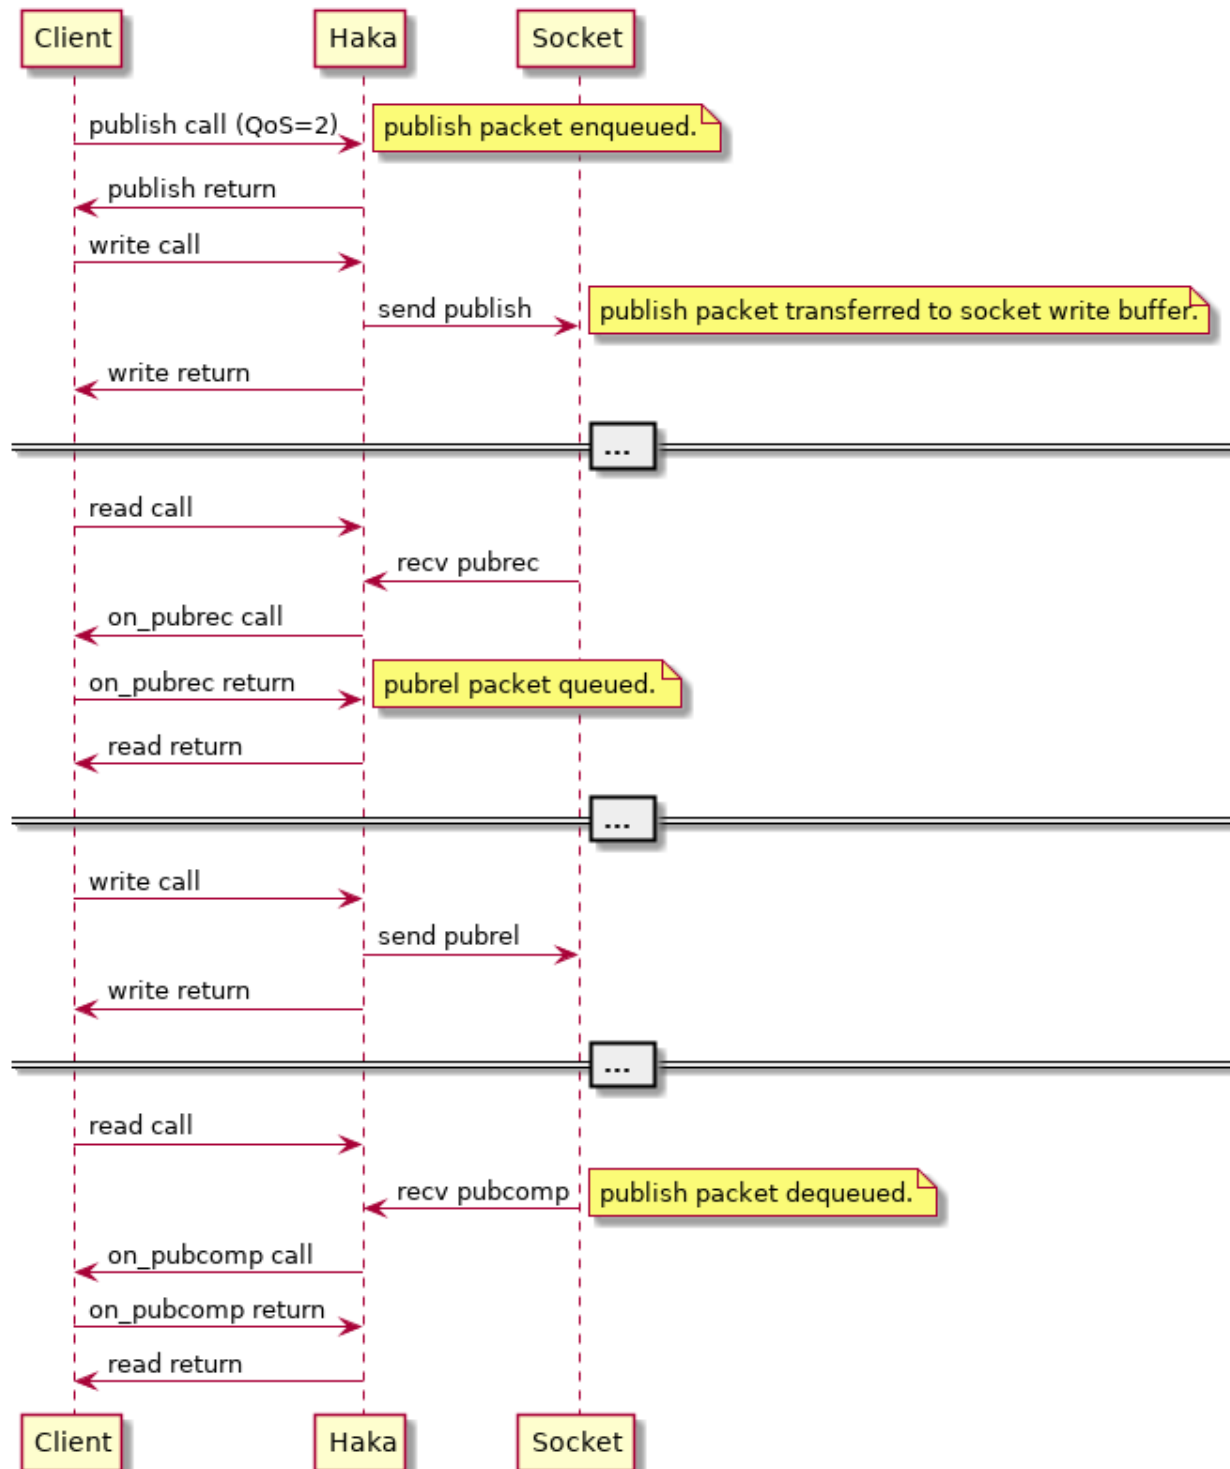 Client
Haka
Socket
publish call (QoS=2)
publish packet enqueued.
publish return
write call
send publish
publish packet transferred to socket write buffer.
write return
...
read call
recv pubrec
on_pubrec call
on_pubrec return
pubrel packet queued.
read return
...
write call
send pubrel
write return
...
read call
recv pubcomp
publish packet dequeued.
on_pubcomp call
on_pubcomp return
read return
Client
Haka
Socket